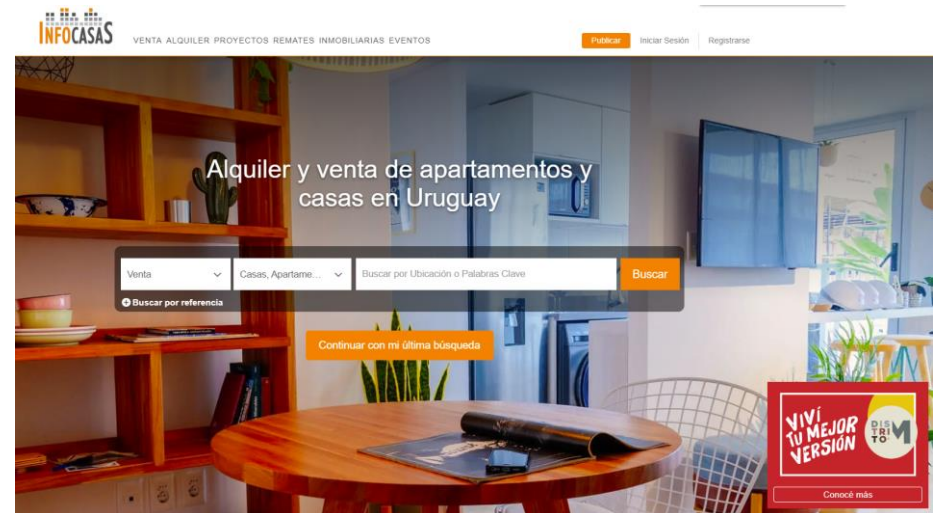 INFOCASAS
VENTA ALQUILER PROYECTOS REMATES INMOBILIARIAS EVENTOS
Publicar
Iniciar Sesión
Registrarse
Alquiler y venta de apartamentos y
casas en Uruguay
Venta
Casas, Apartame...
Buscar por Ubicación o Palabras Clave
Buscar
Buscar por referencia
Continuar con mi última búsqueda
VIVÍ
TU MEJOR
VERSIÓN
DIS
TRI
TO
M
Conocé más